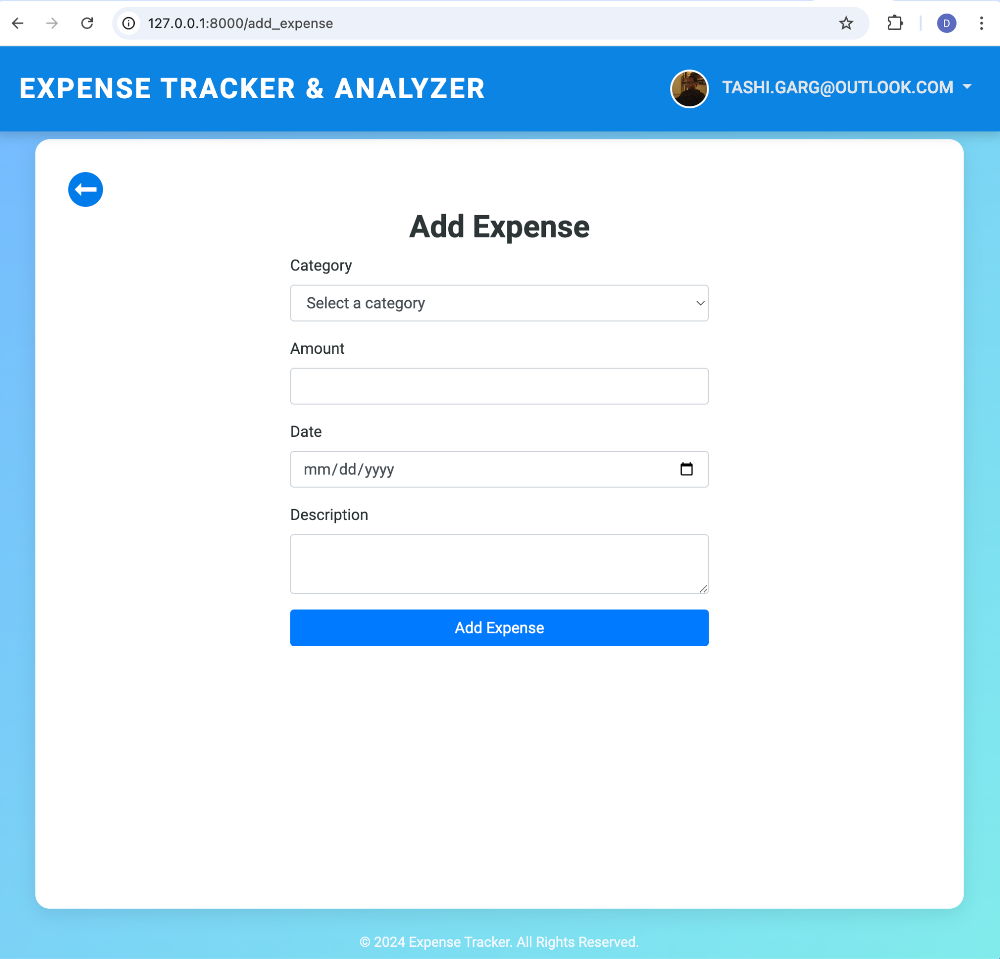 127.0.0.1:8000/add_expense
D
EXPENSE TRACKER & ANALYZER
TASHI.GARG@OUTLOOK.COM
Add Expense
Category
Select a category
Amount
Date
mm/dd/yyyy
Description
Add Expense
© 2024 Expense Tracker. All Rights Reserved.